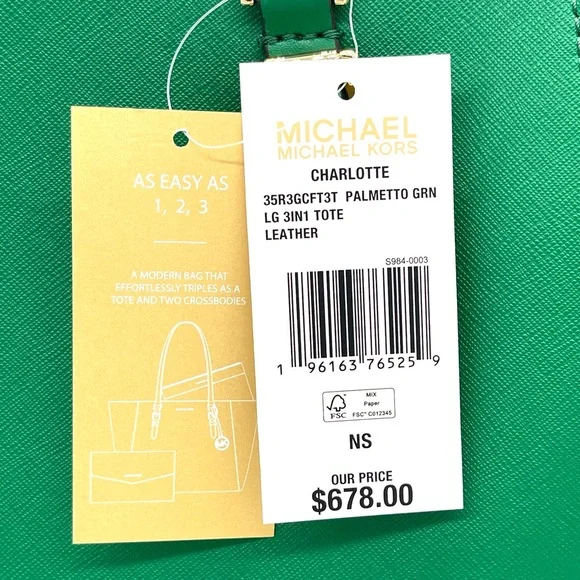 AS EASY AS
1, 2, 3
A MODERN BAG THAT
EFFORTLESSLY TRIPLES AS A
TOTE AND TWO CROSSBODIES
MK
MICHAEL
MICHAEL KORS
CHARLOTTE
35R3GCFT3T PALMETTO GRN
LG 3IN1 TOTE
LEATHER
S984-0003
1 96163 76525 9
FSC
MIX
Paper
FSC® C012345
NS
OUR PRICE
$678.00